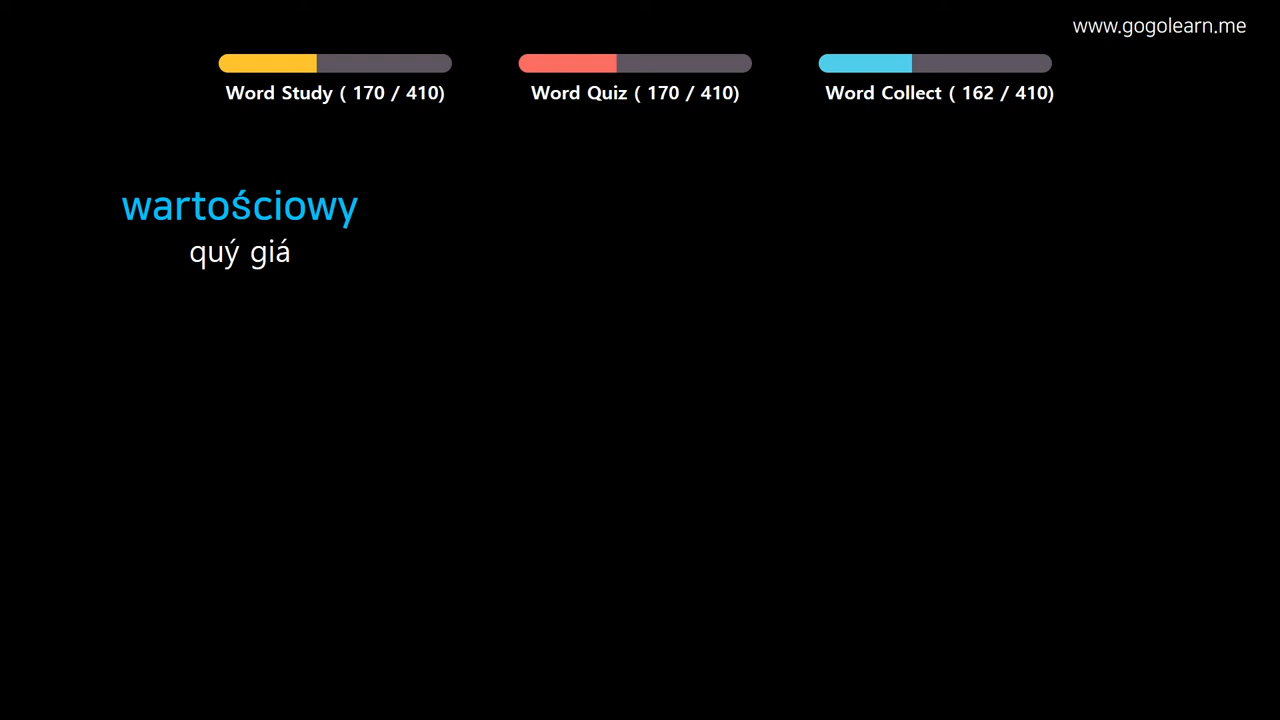 www.gogolearn.me
Word Study ( 170 / 410)
Word Quiz ( 170 / 410)
Word Collect ( 162 / 410)
wartościowy
quý giá